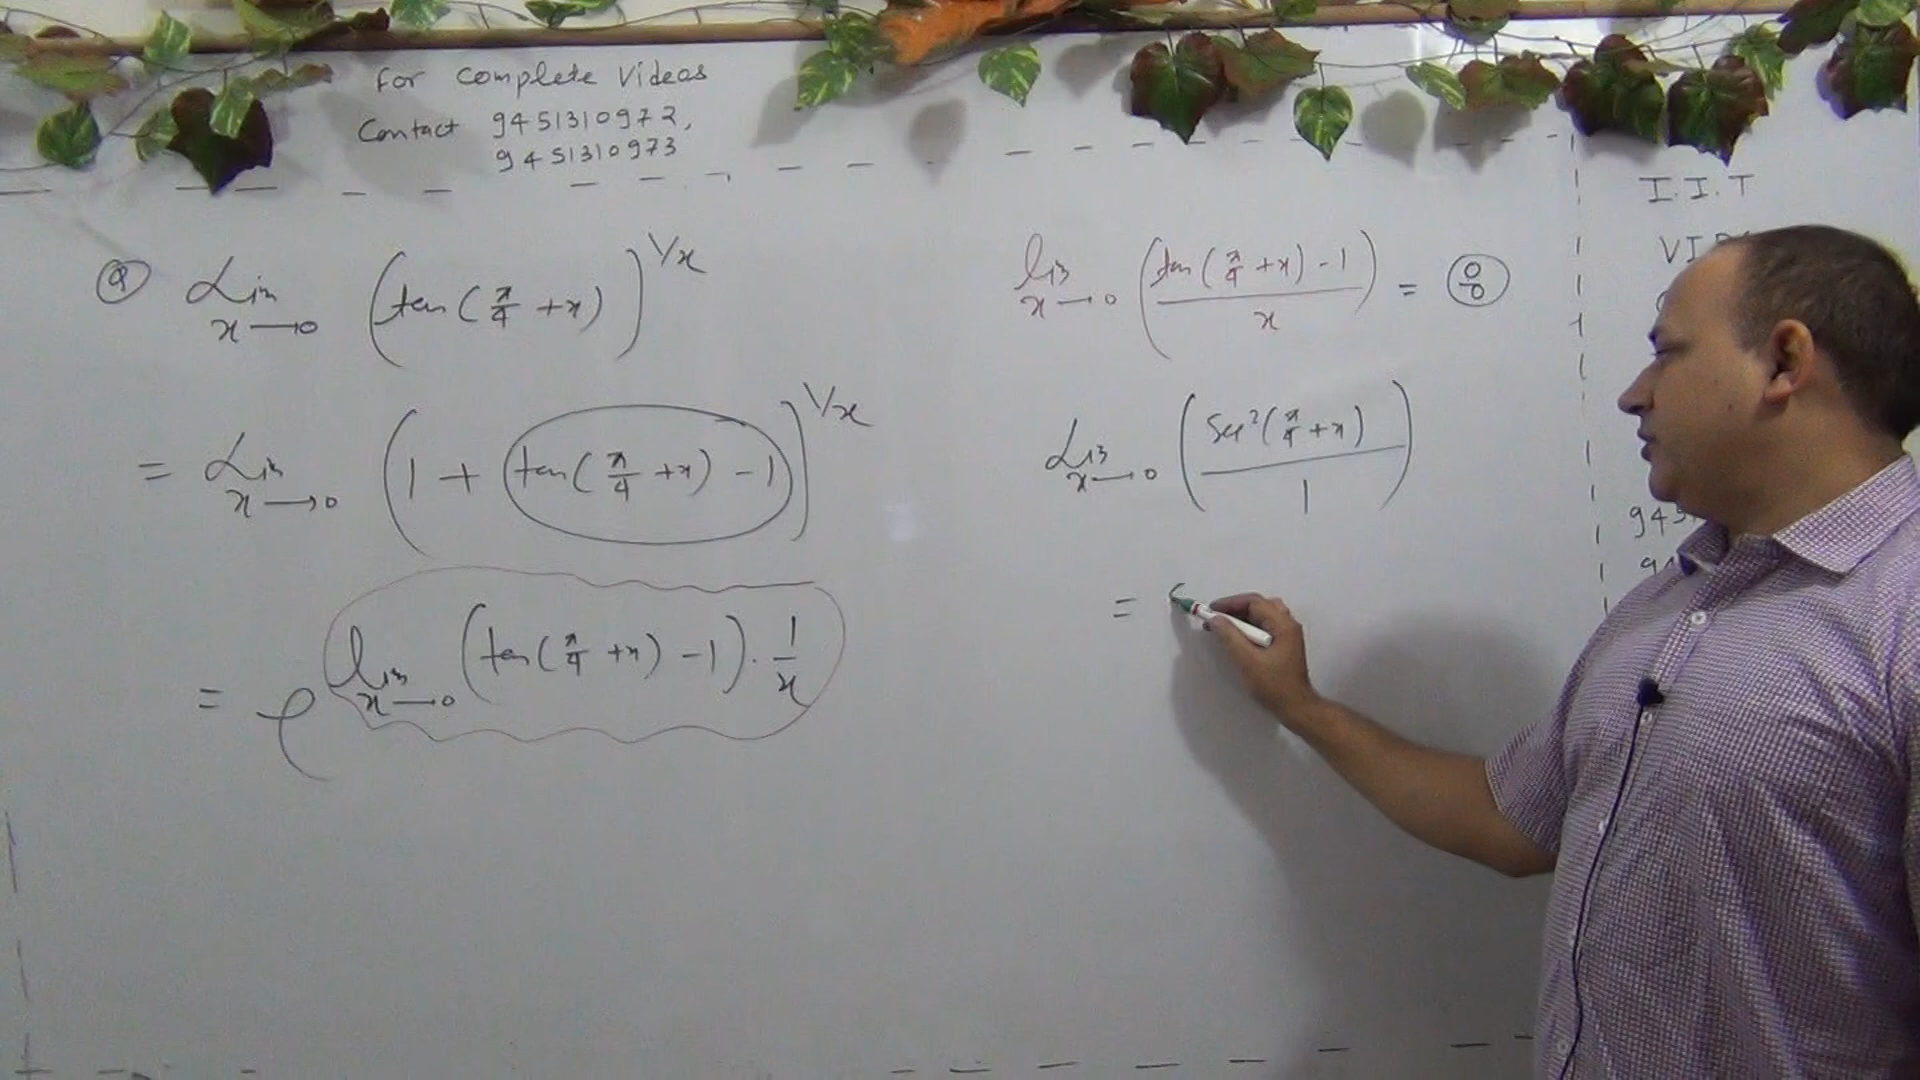 For Complete Videos
Contact 9451310972,
9451310973
Q Lim x→0 (tan(π/4 + x))^1/x
= Lim x→0 (1 + tan(π/4 + x) - 1)^1/x
= e^lim x→0 (tan(π/4 + x) - 1) · 1/x
lim x→0 (tan(π/4 + x) - 1 / x) = 0/0
Lim x→0 (Sec²(π/4 + x) / 1)
=
I.I.T